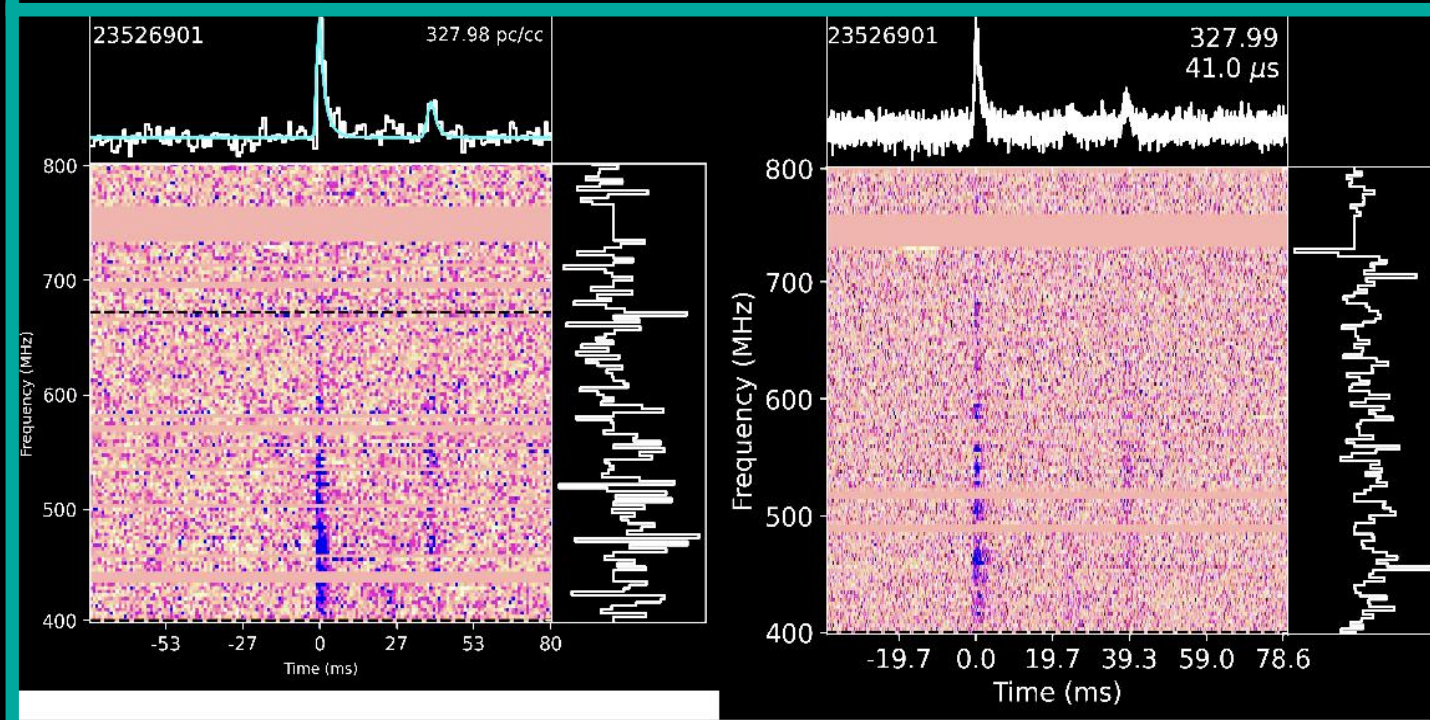 23526901
327.98 pc/cc
800
700
600
500
400
Frequency (MHz)
-53 -27 0 27 53 80
Time (ms)
23526901
327.99
41.0 μs
800
700
600
500
400
Frequency (MHz)
-19.7 0.0 19.7 39.3 59.0 78.6
Time (ms)